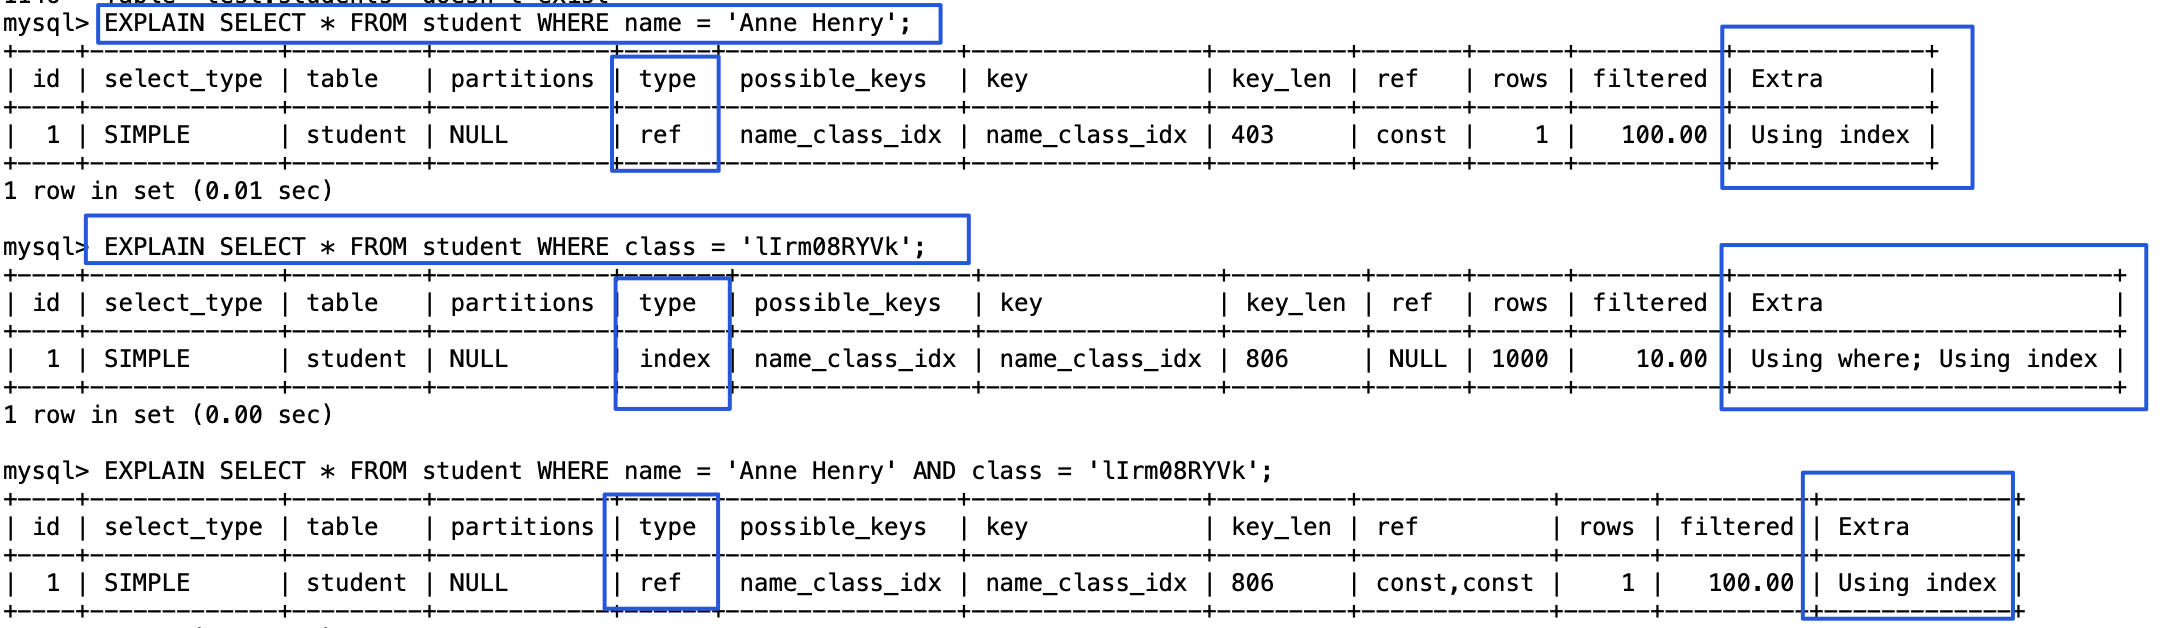 mysql> EXPLAIN SELECT * FROM student WHERE name = 'Anne Henry';
+----+-------------+---------+------------+------+----------------+----------------+---------+-------+------+----------+-------------+
| id | select_type | table | partitions | type | possible_keys | key | key_len | ref | rows | filtered | Extra |
+----+-------------+---------+------------+------+----------------+----------------+---------+-------+------+----------+-------------+
| 1 | SIMPLE | student | NULL | ref | name_class_idx | name_class_idx | 403 | const | 1 | 100.00 | Using index |
+----+-------------+---------+------------+------+----------------+----------------+---------+-------+------+----------+-------------+
1 row in set (0.01 sec)
mysql> EXPLAIN SELECT * FROM student WHERE class = 'lIrm08RYVk';
+----+-------------+---------+------------+-------+----------------+----------------+---------+------+------+----------+--------------------------+
| id | select_type | table | partitions | type | possible_keys | key | key_len | ref | rows | filtered | Extra |
+----+-------------+---------+------------+-------+----------------+----------------+---------+------+------+----------+--------------------------+
| 1 | SIMPLE | student | NULL | index | name_class_idx | name_class_idx | 806 | NULL | 1000 | 10.00 | Using where; Using index |
+----+-------------+---------+------------+-------+----------------+----------------+---------+------+------+----------+--------------------------+
1 row in set (0.00 sec)
mysql> EXPLAIN SELECT * FROM student WHERE name = 'Anne Henry' AND class = 'lIrm08RYVk';
+----+-------------+---------+------------+------+----------------+----------------+---------+-------------+------+----------+-------------+
| id | select_type | table | partitions | type | possible_keys | key | key_len | ref | rows | filtered | Extra |
+----+-------------+---------+------------+------+----------------+----------------+---------+-------------+------+----------+-------------+
| 1 | SIMPLE | student | NULL | ref | name_class_idx | name_class_idx | 806 | const,const | 1 | 100.00 | Using index |
+----+-------------+---------+------------+------+----------------+----------------+---------+-------------+------+----------+-------------+